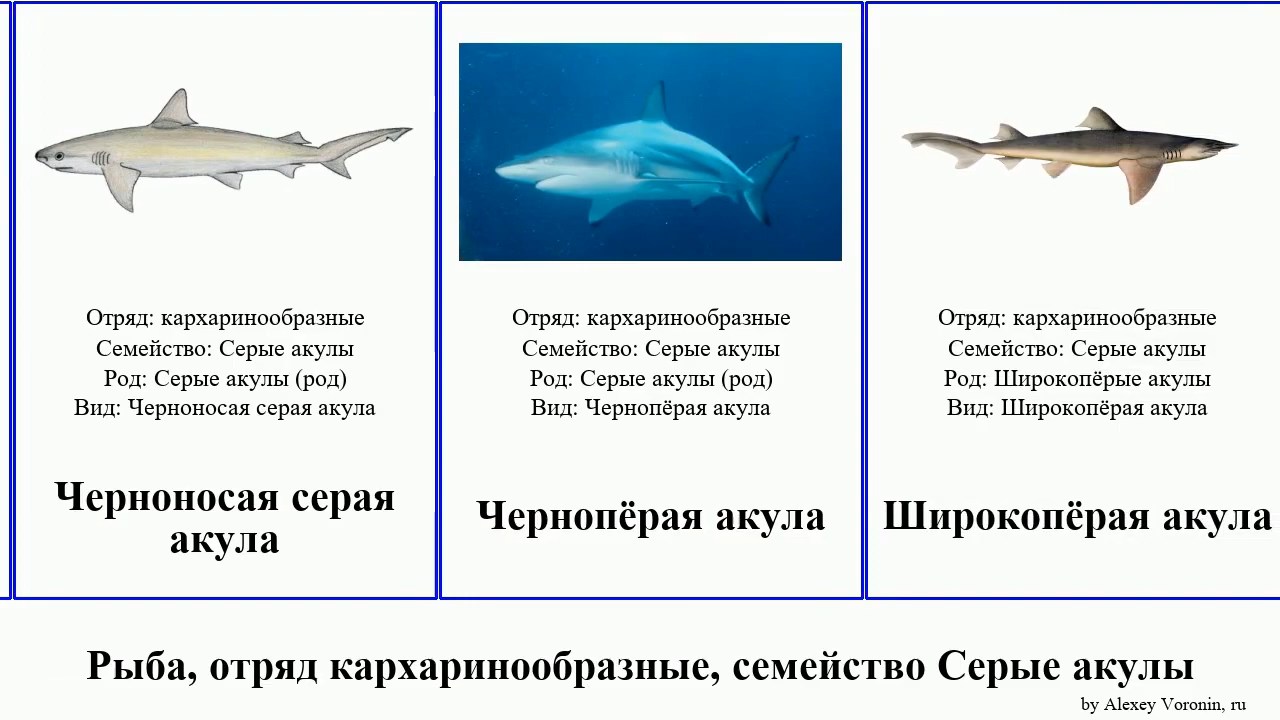 Отряд: кархаринообразные
Семейство: Серые акулы
Род: Серые акулы (род)
Вид: Черноносая серая акула
Черноносая серая
акула
Отряд: кархаринообразные
Семейство: Серые акулы
Род: Серые акулы (род)
Вид: Чернопёрая акула
Чернопёрая акула
Отряд: кархаринообразные
Семейство: Серые акулы
Род: Широкопёрые акулы
Вид: Широкопёрая акула
Широкопёрая акула
Рыба, отряд кархаринообразные, семейство Серые акулы
by Alexey Voronin, ru